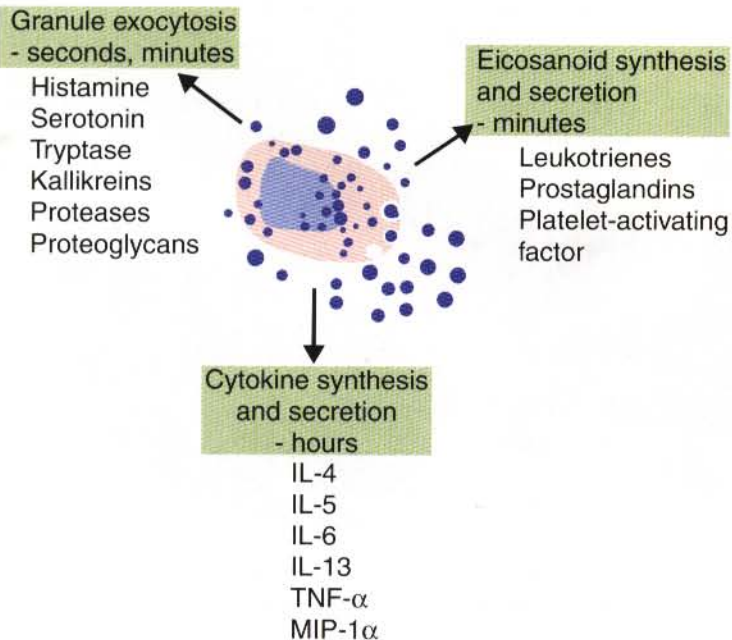 Granule exocytosis
- seconds, minutes
Histamine
Serotonin
Tryptase
Kallikreins
Proteases
Proteoglycans
Eicosanoid synthesis
and secretion
- minutes
Leukotrienes
Prostaglandins
Platelet-activating
factor
Cytokine synthesis
and secretion
- hours
IL-4
IL-5
IL-6
IL-13
TNF-α
MIP-1α